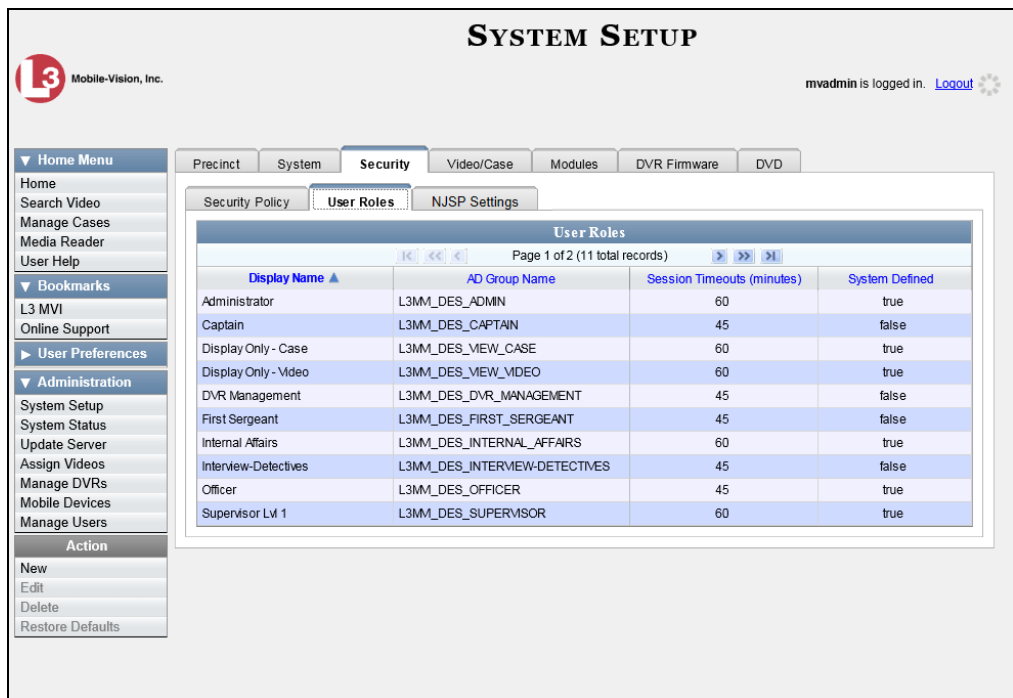 SYSTEM SETUP
L3 Mobile-Vision, Inc.
mvadmin is logged in. Logout
▼ Home Menu
Home
Search Video
Manage Cases
Media Reader
User Help
▼ Bookmarks
L3 MVI
Online Support
► User Preferences
▼ Administration
System Setup
System Status
Update Server
Assign Videos
Manage DVRs
Mobile Devices
Manage Users
Action
New
Edit
Delete
Restore Defaults
Precinct System Security Video/Case Modules DVR Firmware DVD
Security Policy User Roles NJSP Settings
User Roles
|< << < Page 1 of 2 (11 total records) > >> >|
Display Name ▲ AD Group Name Session Timeouts (minutes) System Defined
Administrator L3MM_DES_ADMIN 60 true
Captain L3MM_DES_CAPTAIN 45 false
Display Only - Case L3MM_DES_VIEW_CASE 60 true
Display Only - Video L3MM_DES_VIEW_VIDEO 60 true
DVR Management L3MM_DES_DVR_MANAGEMENT 45 false
First Sergeant L3MM_DES_FIRST_SERGEANT 45 false
Internal Affairs L3MM_DES_INTERNAL_AFFAIRS 60 true
Interview-Detectives L3MM_DES_INTERVIEW-DETECTIVES 45 false
Officer L3MM_DES_OFFICER 45 true
Supervisor Lvl 1 L3MM_DES_SUPERVISOR 60 true